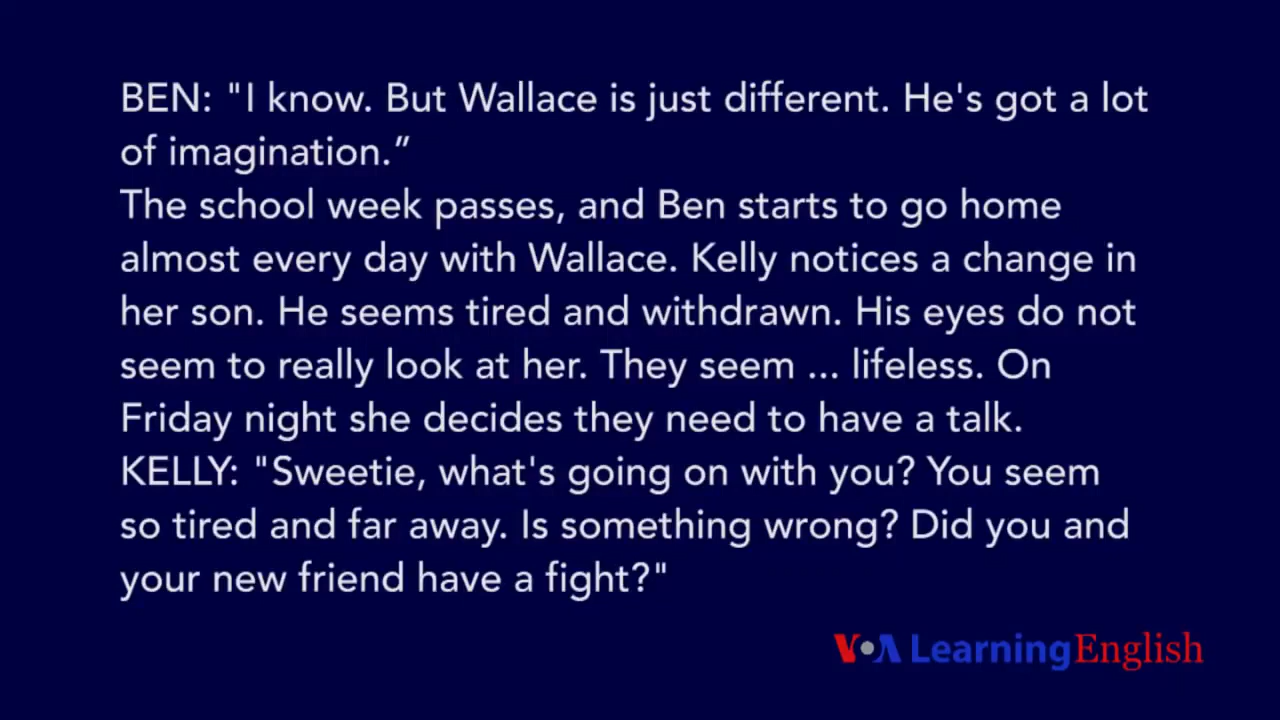 BEN: "I know. But Wallace is just different. He's got a lot
of imagination.”
The school week passes, and Ben starts to go home
almost every day with Wallace. Kelly notices a change in
her son. He seems tired and withdrawn. His eyes do not
seem to really look at her. They seem ... lifeless. On
Friday night she decides they need to have a talk.
KELLY: "Sweetie, what's going on with you? You seem
so tired and far away. Is something wrong? Did you and
your new friend have a fight?"
VOA Learning English